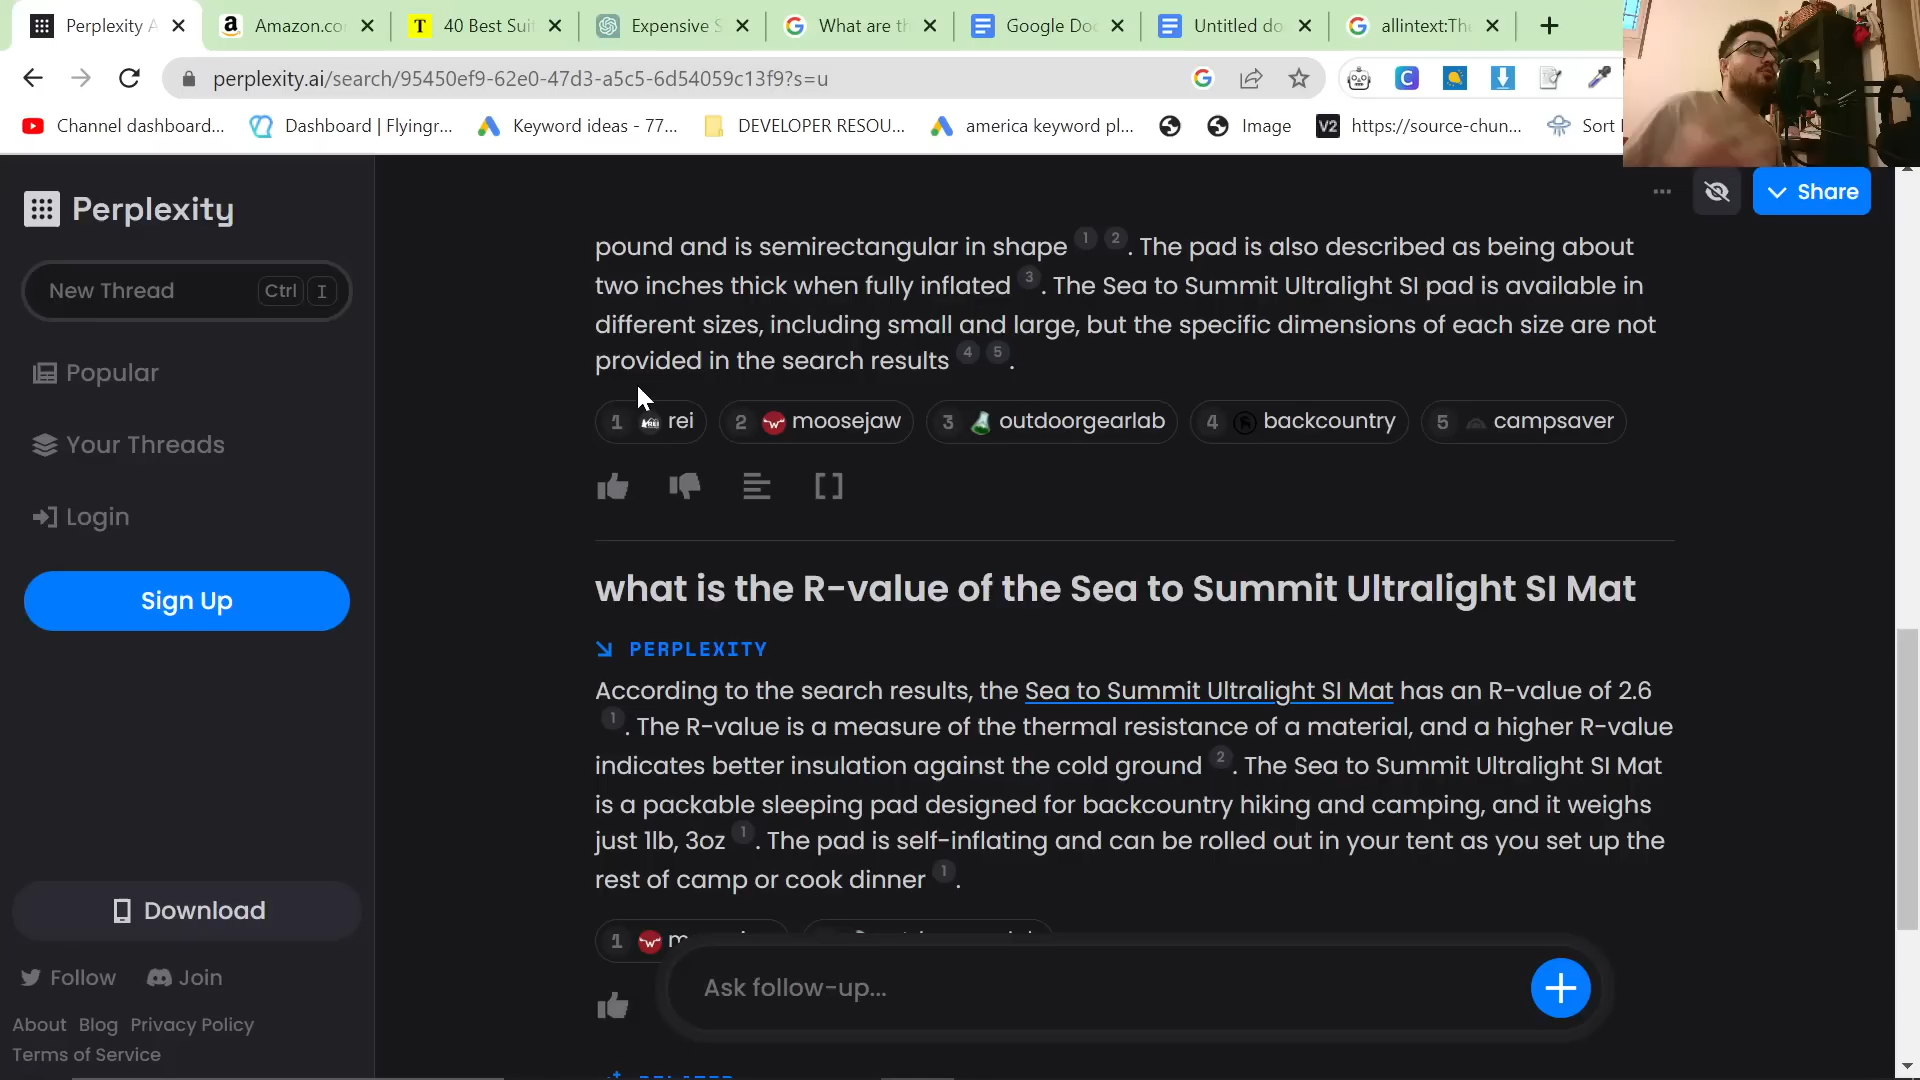 Perplexity A
Amazon.co
T 40 Best Suit
Expensive S
What are th
Google Doc
Untitled do
allintext:The
perplexity.ai/search/95450ef9-62e0-47d3-a5c5-6d54059c13f9?s=u
Channel dashboard...
Dashboard | Flyingr...
Keyword ideas - 77...
DEVELOPER RESOU...
america keyword pl...
Image
V2 https://source-chun...
Sort
Perplexity
New Thread Ctrl I
Popular
Your Threads
Login
Sign Up
Download
Follow Join
About Blog Privacy Policy
Terms of Service
Share
pound and is semirectangular in shape 1 2 . The pad is also described as being about
two inches thick when fully inflated 3 . The Sea to Summit Ultralight SI pad is available in
different sizes, including small and large, but the specific dimensions of each size are not
provided in the search results 4 5 .
1 rei 2 moosejaw 3 outdoorgearlab 4 backcountry 5 campsaver
what is the R-value of the Sea to Summit Ultralight SI Mat
PERPLEXITY
According to the search results, the Sea to Summit Ultralight SI Mat has an R-value of 2.6
1 . The R-value is a measure of the thermal resistance of a material, and a higher R-value
indicates better insulation against the cold ground 2 . The Sea to Summit Ultralight SI Mat
is a packable sleeping pad designed for backcountry hiking and camping, and it weighs
just 1lb, 3oz 1 . The pad is self-inflating and can be rolled out in your tent as you set up the
rest of camp or cook dinner 1 .
1
Ask follow-up...
RELATED